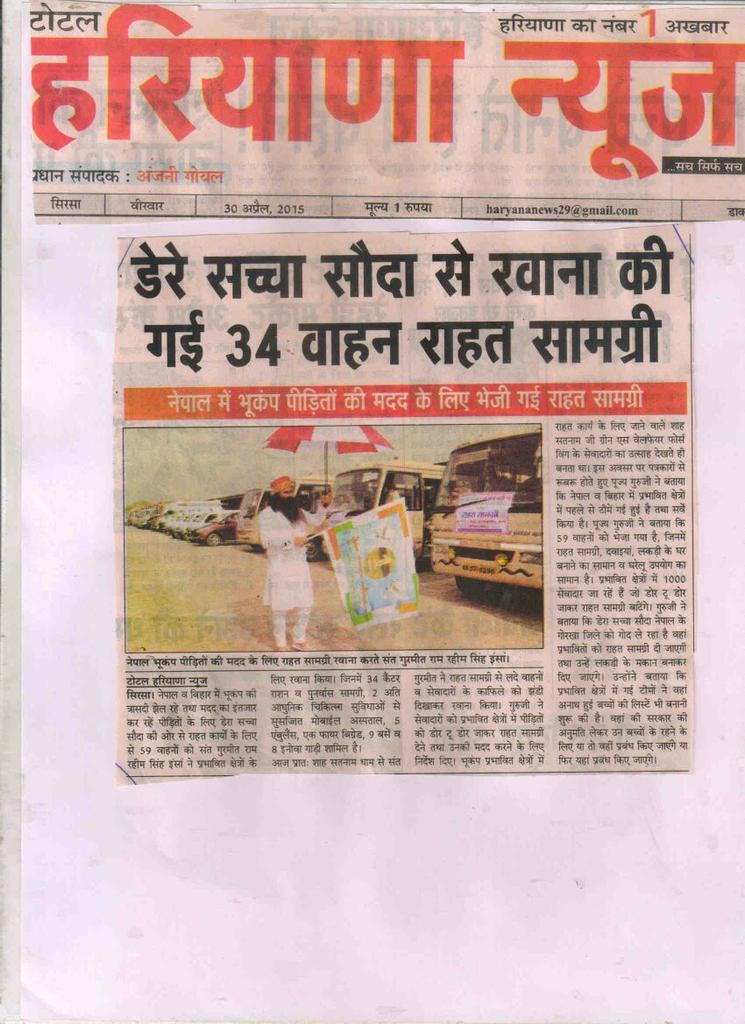 टोटल
हरियाणा का नंबर 1 अखबार
हरियाणा न्यूज
...सच सिर्फ सच
प्रधान संपादक : अंजनी गोयल
सिरसा वीरवार 30 अप्रैल, 2015 मूल्य 1 रुपया haryananews29@gmail.com डाक
डेरे सच्चा सौदा से रवाना की
गई 34 वाहन राहत सामग्री
नेपाल में भूकंप पीड़ितों की मदद के लिए भेजी गई राहत सामग्री
राहत सामग्री
नेपाल भूकम्प पीड़ितों की मदद के लिए राहत सामग्री रवाना करते संत गुरमीत राम रहीम सिंह इंसां।
टोटल हरियाणा न्यूज
सिरसा। नेपाल व बिहार में भूकंप की
त्रासदी झेल रहे तथा मदद का इंतजार
कर रहें पीड़ितों के लिए डेरा सच्चा
सौदा की ओर से राहत कार्यों के लिए
से 59 वाहनों को संत गुरमीत राम
रहीम सिंह इंसां ने प्रभावित क्षेत्रों के
लिए रवाना किया। जिनमें 34 कैंटर
राशन व पुनर्वास सामग्री, 2 अति
आधुनिक चिकित्सा सुविधाओं से
सुसज्जित मोबाईल अस्पताल, 5
एंबुलैंस, एक फायर ब्रिगेड, 9 बसें व
8 इनोवा गाड़ी शामिल है।
आज प्रातः शाह सतनाम धाम से संत
गुरमीत ने राहत सामग्री से लदे वाहनों
व सेवादारों के काफिले को झंडी
दिखाकर रवाना किया। गुरूजी ने
सेवादारों को प्रभावित क्षेत्रों में पीड़ितों
को डोर टू डोर जाकर राहत सामग्री
देने तथा उनकी मदद करने के लिए
निर्देश दिए। भूकंप प्रभावित क्षेत्रों में
राहत कार्य के लिए जाने वाले शाह
सतनाम जी ग्रीन एस वेलफेयर फोर्स
विंग के सेवादारों का उत्साह देखते ही
बनता था। इस अवसर पर पत्रकारों से
रूबरू होते हुए पूज्य गुरुजी ने बताया
कि नेपाल व बिहार में प्रभावित क्षेत्रों
में पहले से टीमें गई हुई है तथा सर्वे
किया है। पूज्य गुरुजी ने बताया कि
59 वाहनों को भेजा गया है, जिनमें
राहत सामग्री, दवाइयां, लकड़ी के घर
बनाने का सामान व घरेलू उपयोग का
सामान है। प्रभावित क्षेत्रों में 1000
सेवादार जा रहें हैं जो डोर टू डोर
जाकर राहत सामग्री बांटेंगे। गुरुजी ने
बताया कि डेरा सच्चा सौदा नेपाल के
गोरखा जिले को गोद ले रहा है वहां
प्रभावितों को राहत सामग्री दी जाएगी
तथा उन्हें लकड़ी के मकान बनाकर
दिए जाएंगे। उन्होंने बताया कि
प्रभावित क्षेत्रों में गई टीमों ने वहां
अनाथ हुई बच्चों की लिस्टें भी बनानी
शुरू की है। वहां की सरकार की
अनुमति लेकर उन बच्चों के रहने के
लिए या तो वहीं प्रबंध किए जाएंगे या
फिर यहां प्रबंध किए जाएंगे।